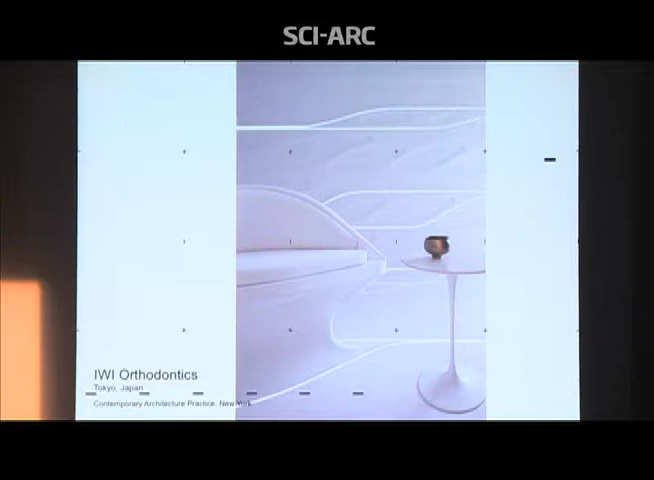 SCI-ARC
IWI Orthodontics
Tokyo, Japan
Contemporary Architecture Practice. New York